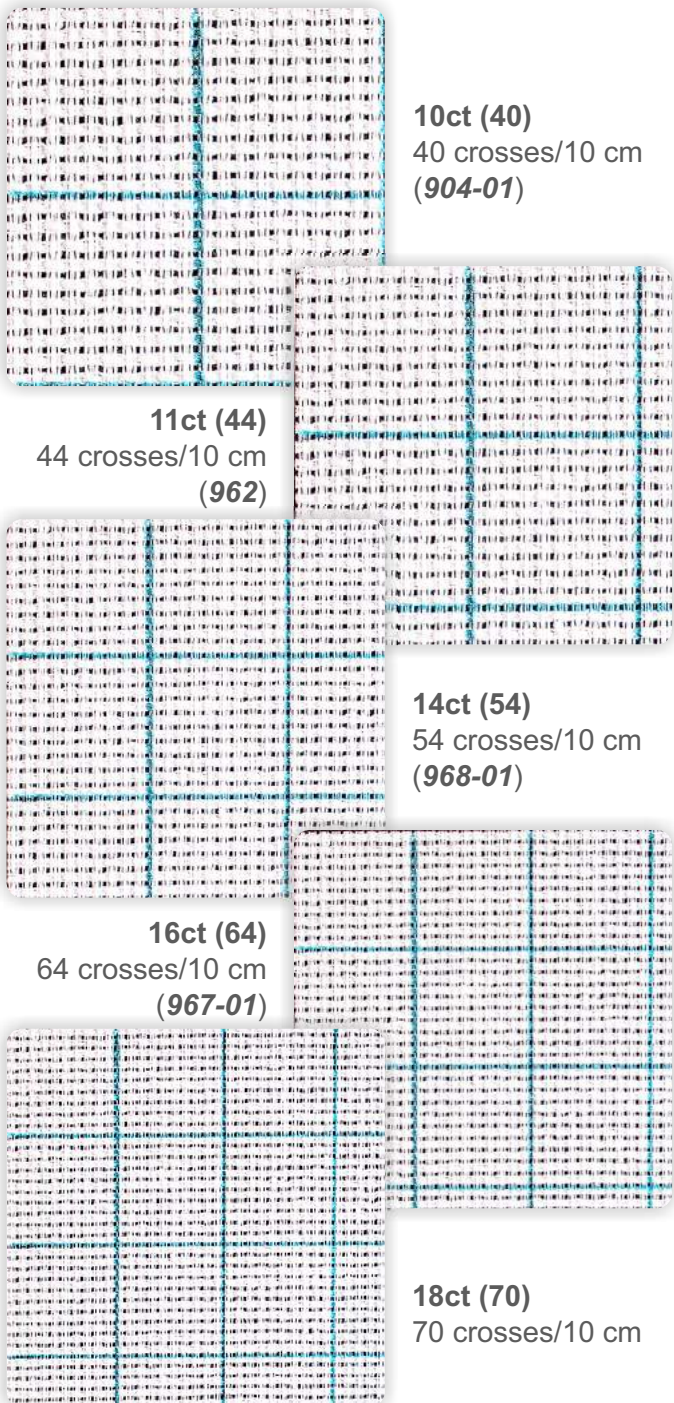 10ct (40)
40 crosses/10 cm
(904-01)
11ct (44)
44 crosses/10 cm
(962)
14ct (54)
54 crosses/10 cm
(968-01)
16ct (64)
64 crosses/10 cm
(967-01)
18ct (70)
70 crosses/10 cm